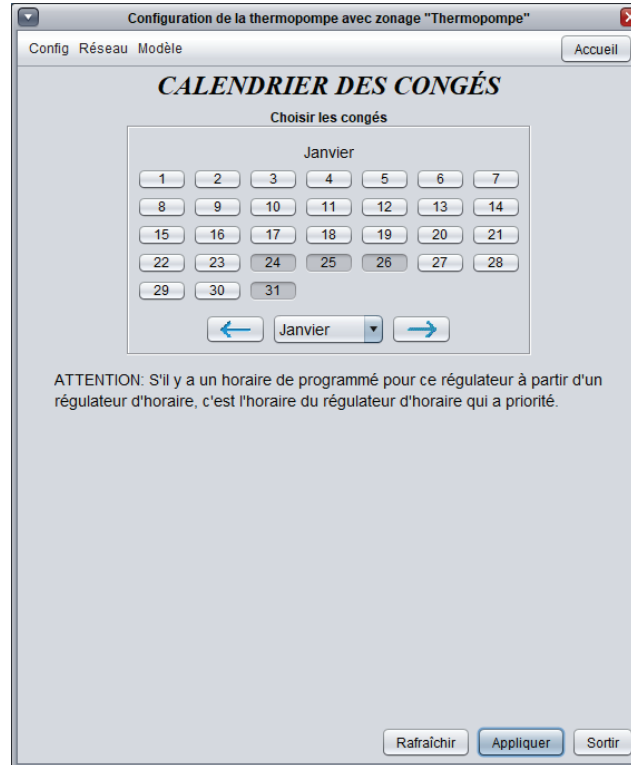 Configuration de la thermopompe avec zonage "Thermopompe"
Config Réseau Modèle Accueil
CALENDRIER DES CONGÉS
Choisir les congés
Janvier
1 2 3 4 5 6 7
8 9 10 11 12 13 14
15 16 17 18 19 20 21
22 23 24 25 26 27 28
29 30 31
Janvier
ATTENTION: S'il y a un horaire de programmé pour ce régulateur à partir d'un
régulateur d'horaire, c'est l'horaire du régulateur d'horaire qui a priorité.
Rafraîchir Appliquer Sortir